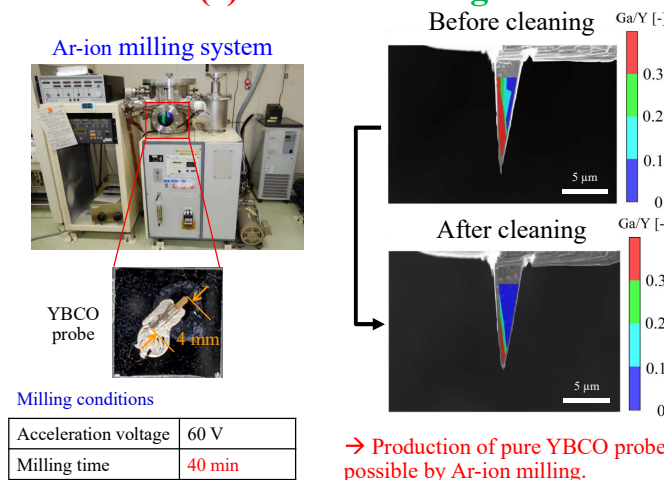 Ar-ion milling system
YBCO
probe
4 mm
Milling conditions
Acceleration voltage 60 V
Milling time 40 min
Before cleaning
Ga/Y [-]
0.3
0.2
0.1
0
5 μm
After cleaning
Ga/Y [-
0.3
0.2
0.1
0
5 μm
→ Production of pure YBCO probe
possible by Ar-ion milling.